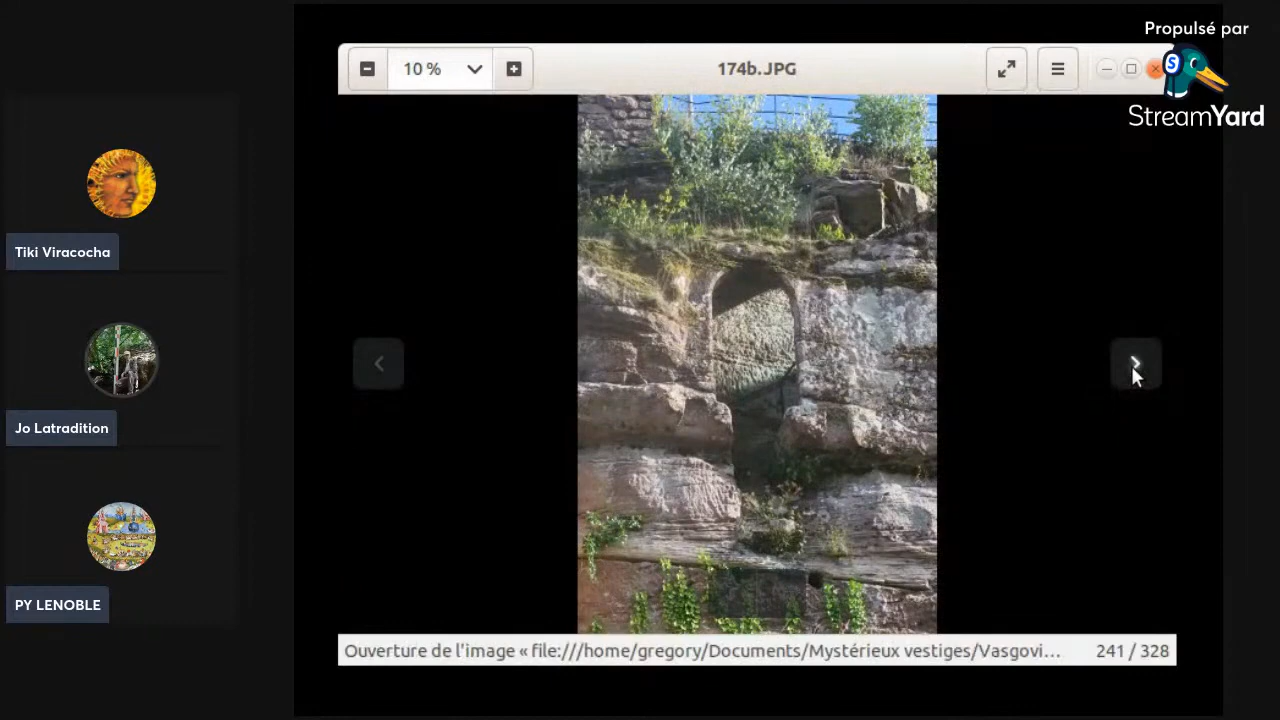 Propulsé par
StreamYard
10 %
174b.JPG
Tiki Viracocha
Jo Latradition
PY LENOBLE
Ouverture de l'image « file:///home/gregory/Documents/Mystérieux vestiges/Vasgovi...
241 / 328